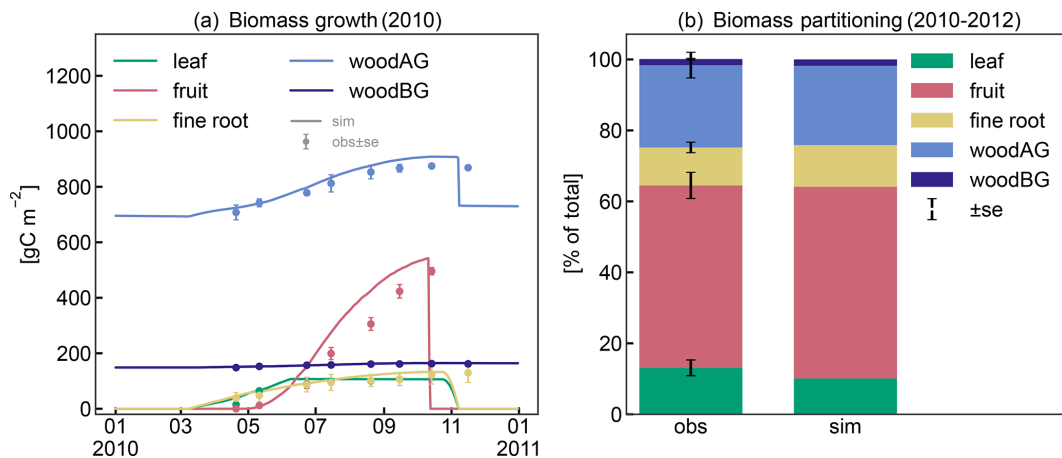 (a) Biomass growth (2010)
leaf
fruit
fine root
woodAG
woodBG
sim
obs±se
[gC m⁻²]
1200
1000
800
600
400
200
0
01 03 05 07 09 11 01
2010 2011
(b) Biomass partitioning (2010-2012)
[% of total]
100
80
60
40
20
0
obs sim
leaf
fruit
fine root
woodAG
woodBG
±se